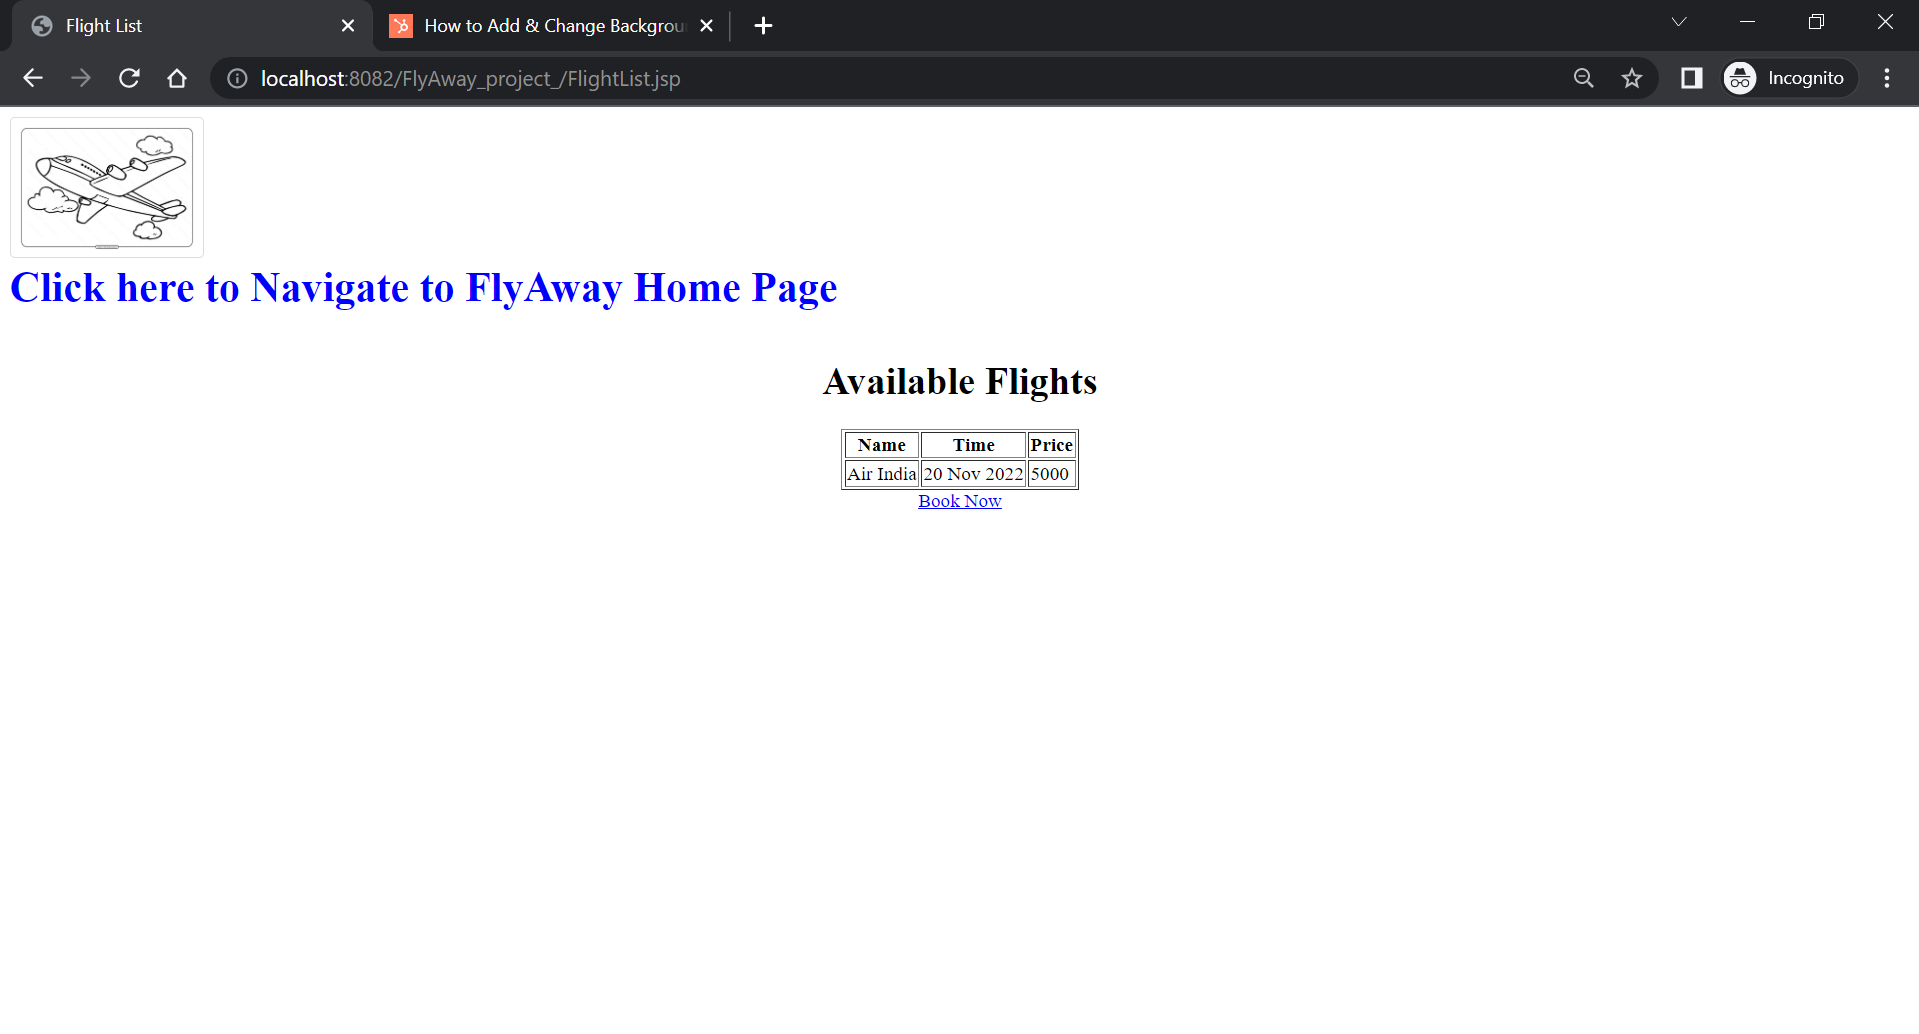 Flight List
How to Add & Change Backgrou
localhost:8082/FlyAway_project_/FlightList.jsp
Incognito
Click here to Navigate to FlyAway Home Page
Available Flights
Name Time Price
Air India 20 Nov 2022 5000
Book Now